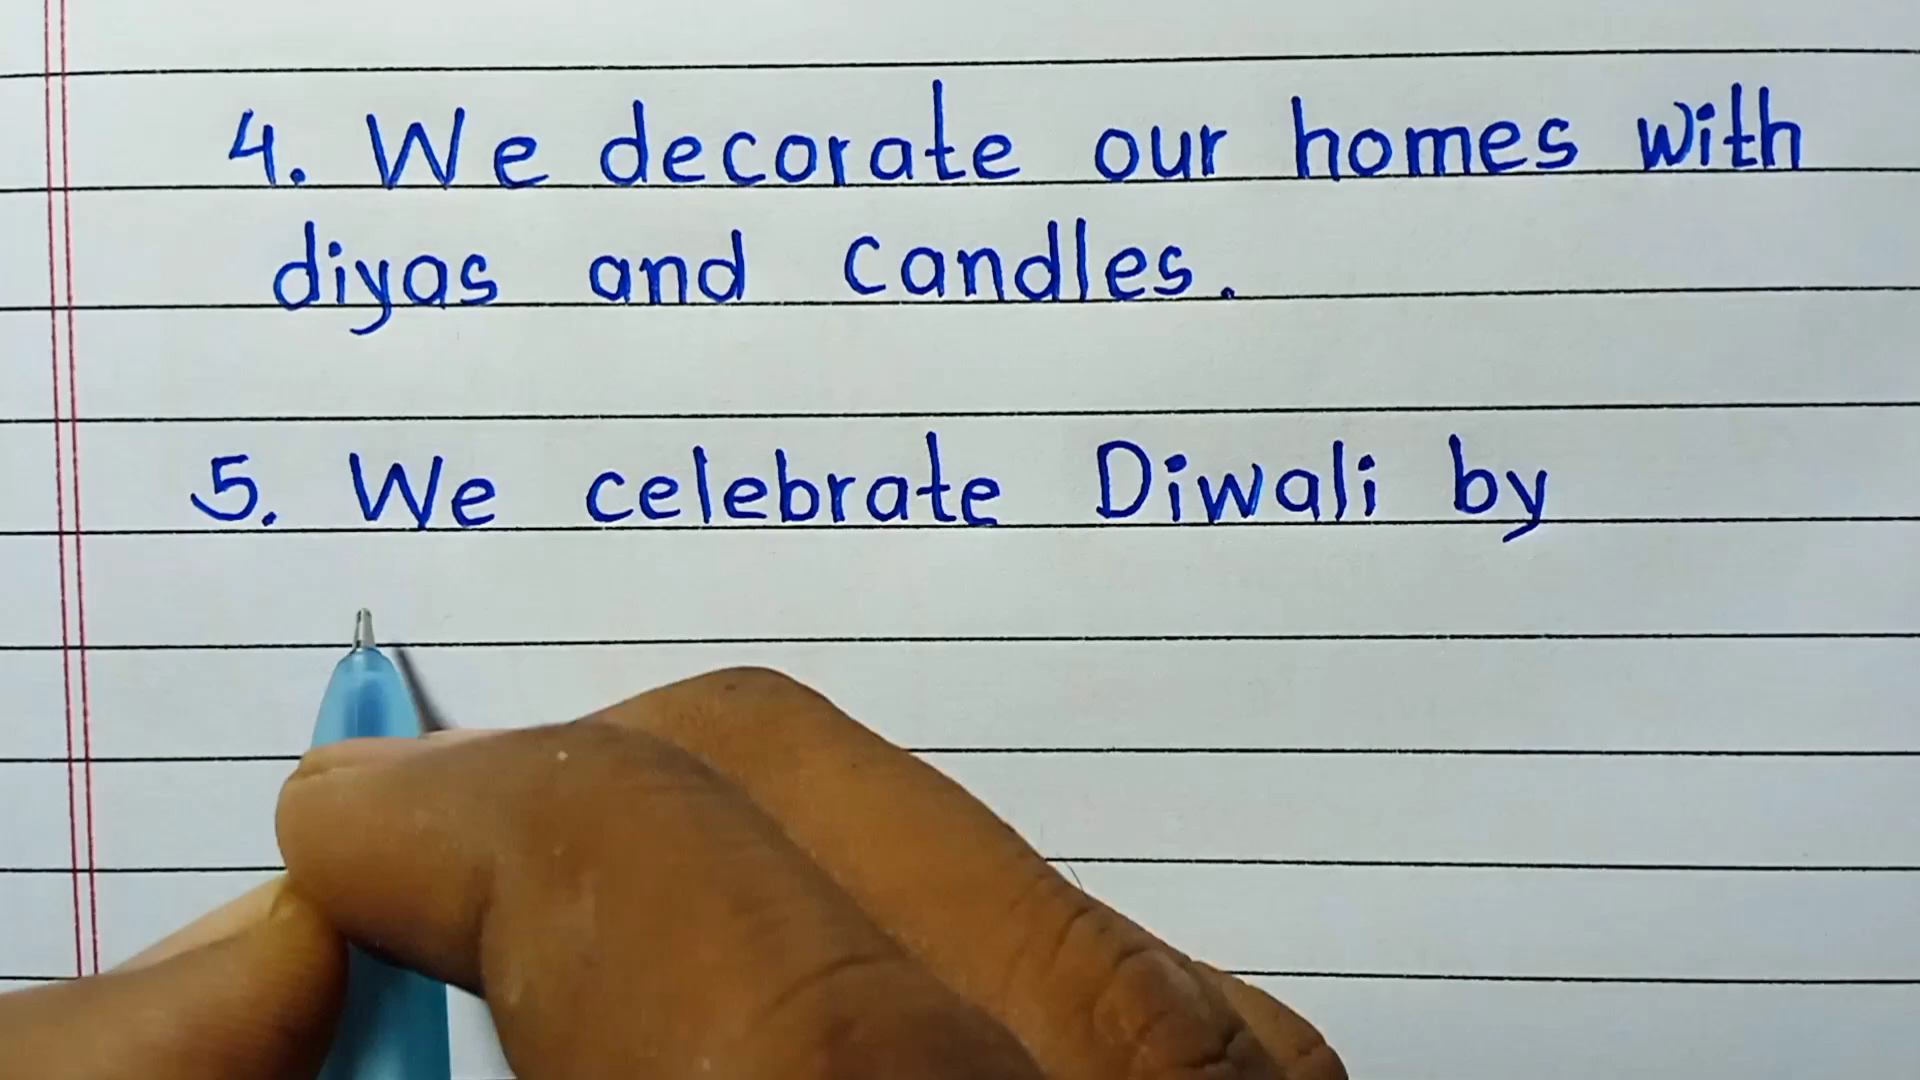 4. We decorate our homes with
diyas and candles.
5. We celebrate Diwali by